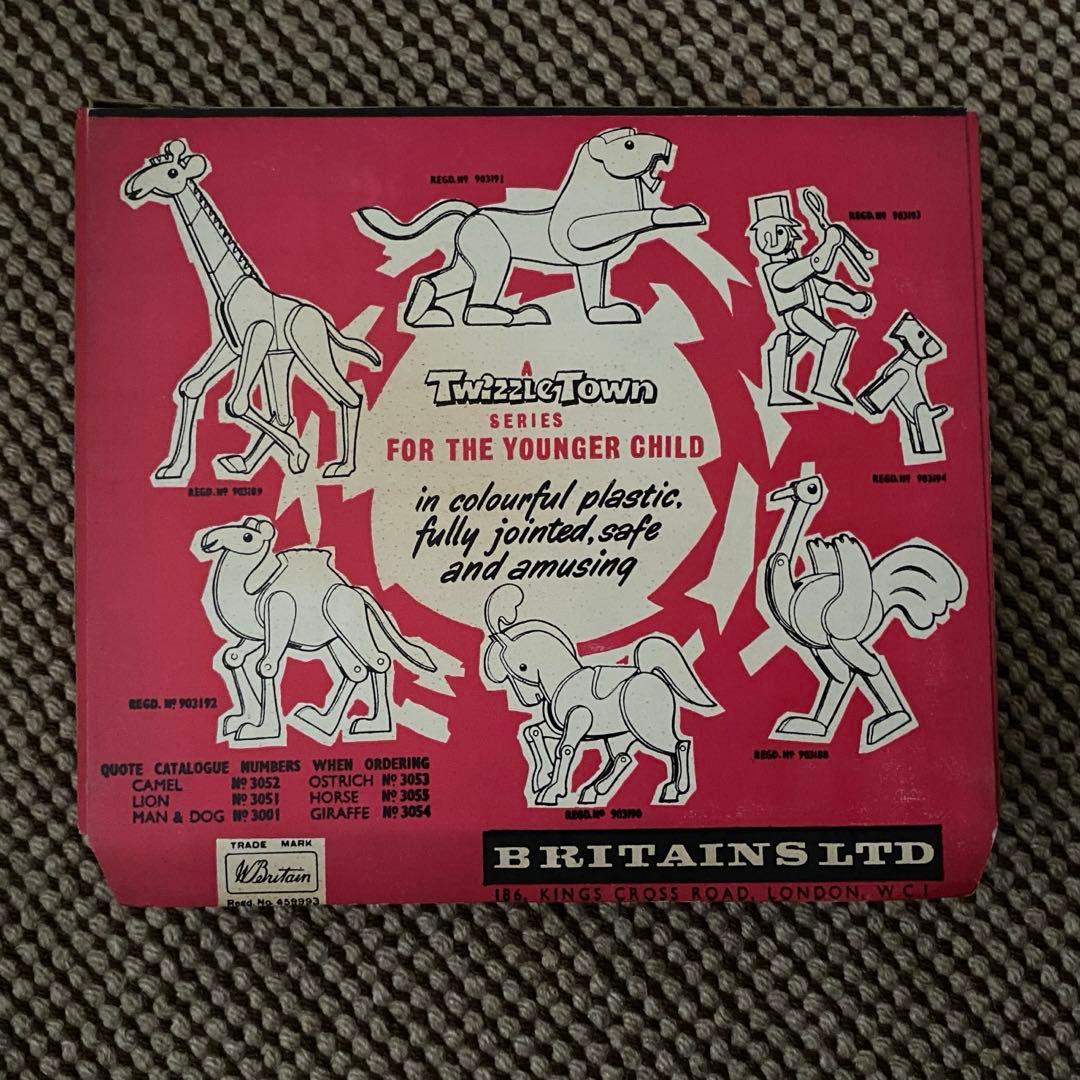 REGD. Nº 903191
REGD. Nº 903193
A
TWIZZLETOWN
SERIES
FOR THE YOUNGER CHILD
in colourful plastic,
fully jointed, safe
and amusing
REGD. Nº 903189
REGD. Nº 903194
REGD. Nº 903192
REGD. Nº 903188
REGD. Nº 903190
QUOTE CATALOGUE NUMBERS WHEN ORDERING
CAMEL Nº 3052 OSTRICH Nº 3053
LION Nº 3051 HORSE Nº 3055
MAN & DOG Nº 3001 GIRAFFE Nº 3054
TRADE MARK
WBritain
Regd. No. 459993
BRITAINS LTD
186, KINGS CROSS ROAD, LONDON, W.C.1